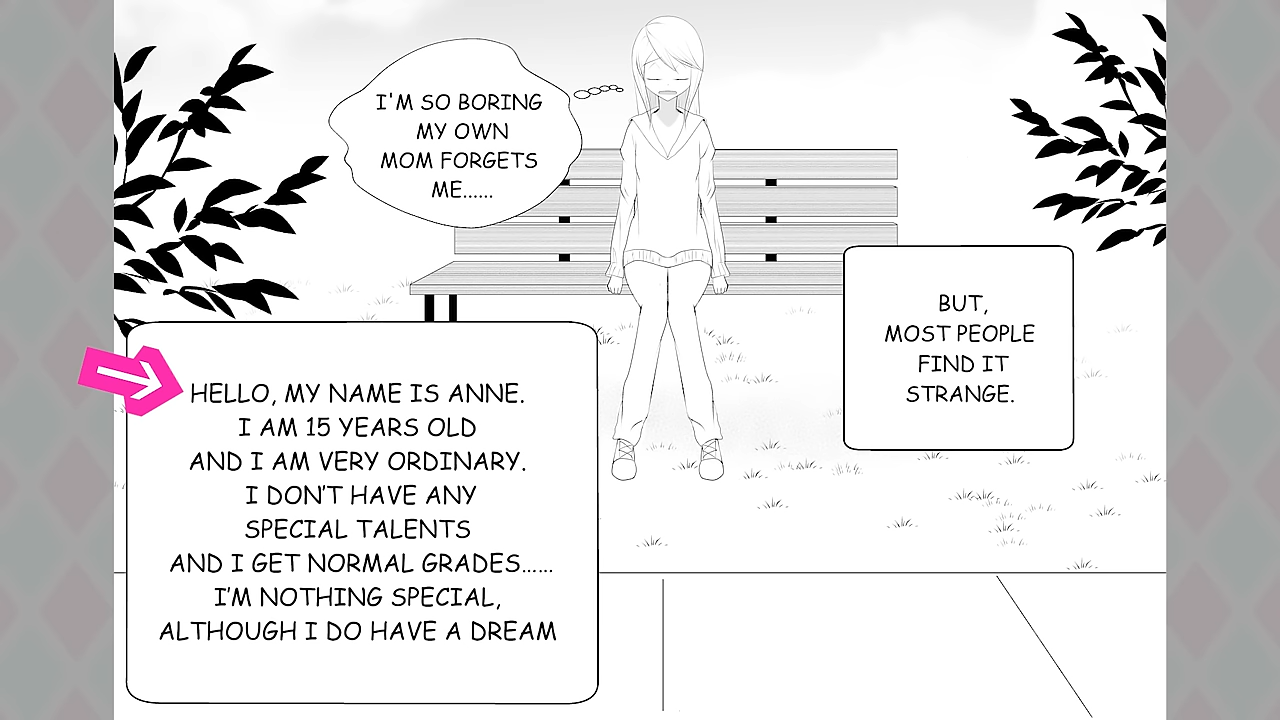 I'M SO BORING
MY OWN
MOM FORGETS
ME......
HELLO, MY NAME IS ANNE.
I AM 15 YEARS OLD
AND I AM VERY ORDINARY.
I DON'T HAVE ANY
SPECIAL TALENTS
AND I GET NORMAL GRADES......
I'M NOTHING SPECIAL,
ALTHOUGH I DO HAVE A DREAM
BUT,
MOST PEOPLE
FIND IT
STRANGE.